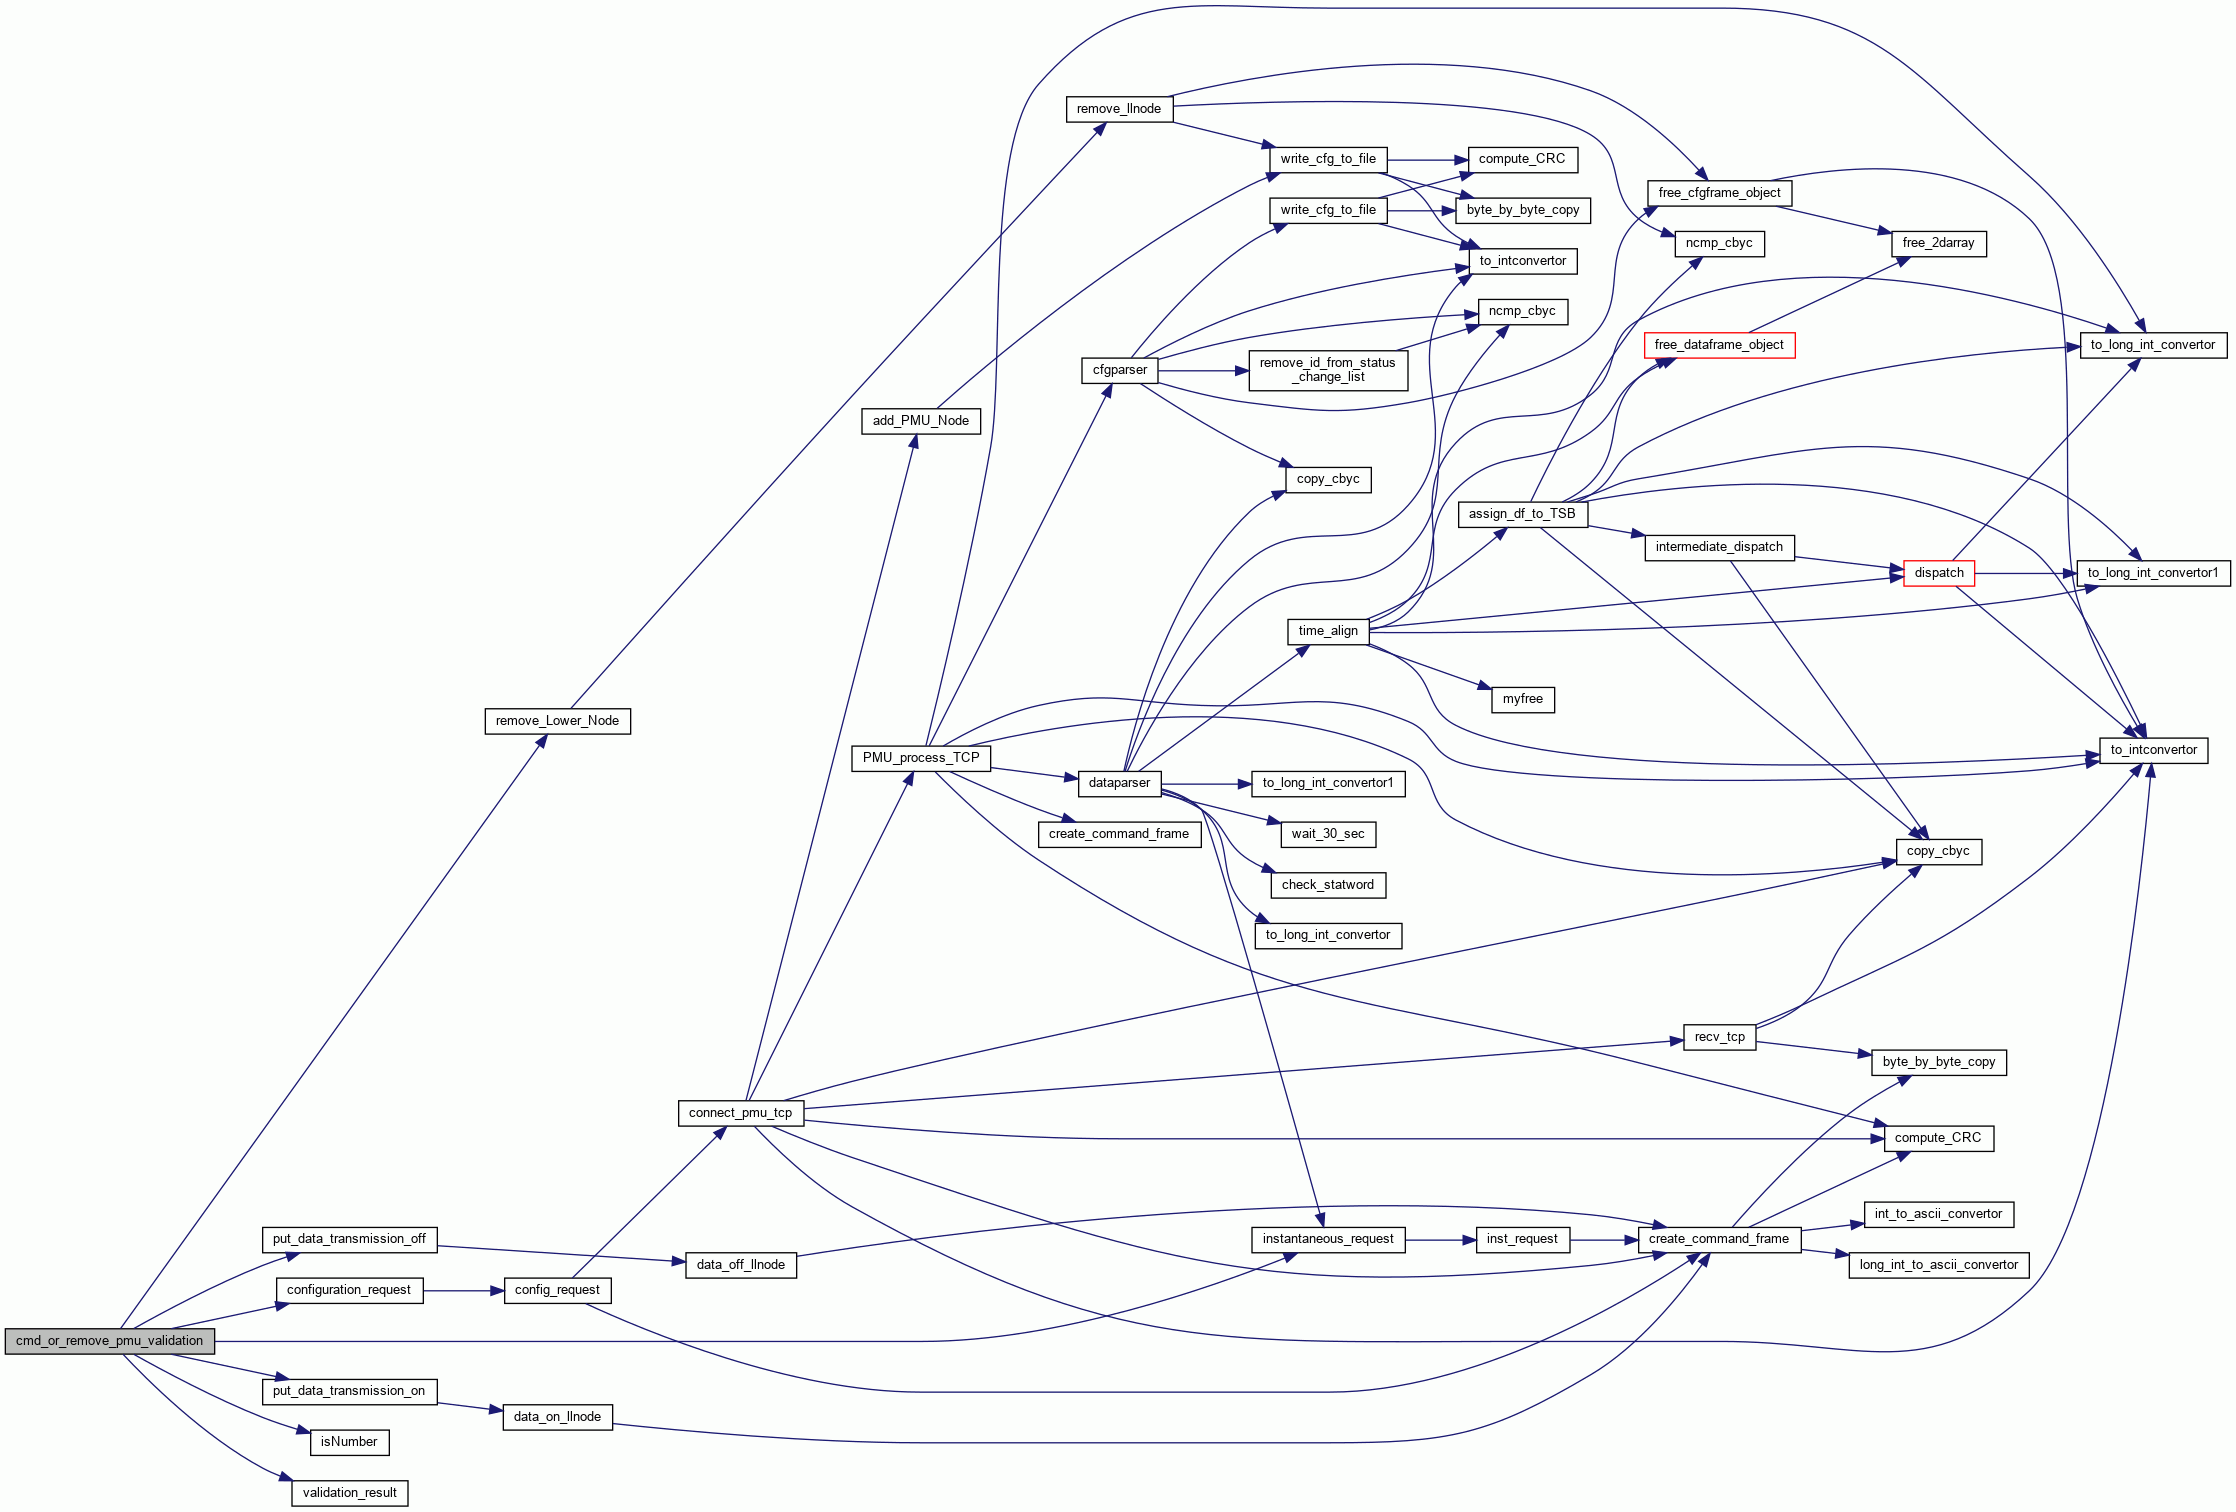 remove_llnode
write_cfg_to_file
compute_CRC
free_cfgframe_object
write_cfg_to_file
byte_by_byte_copy
ncmp_cbyc
free_2darray
to_intconvertor
ncmp_cbyc
free_dataframe_object
to_long_int_convertor
cfgparser
remove_id_from_status
_change_list
add_PMU_Node
copy_cbyc
assign_df_to_TSB
intermediate_dispatch
dispatch
to_long_int_convertor1
time_align
myfree
remove_Lower_Node
PMU_process_TCP
to_intconvertor
dataparser
to_long_int_convertor1
create_command_frame
wait_30_sec
copy_cbyc
check_statword
to_long_int_convertor
recv_tcp
byte_by_byte_copy
connect_pmu_tcp
compute_CRC
int_to_ascii_convertor
put_data_transmission_off
data_off_llnode
instantaneous_request
inst_request
create_command_frame
long_int_to_ascii_convertor
configuration_request
config_request
cmd_or_remove_pmu_validation
put_data_transmission_on
data_on_llnode
isNumber
validation_result